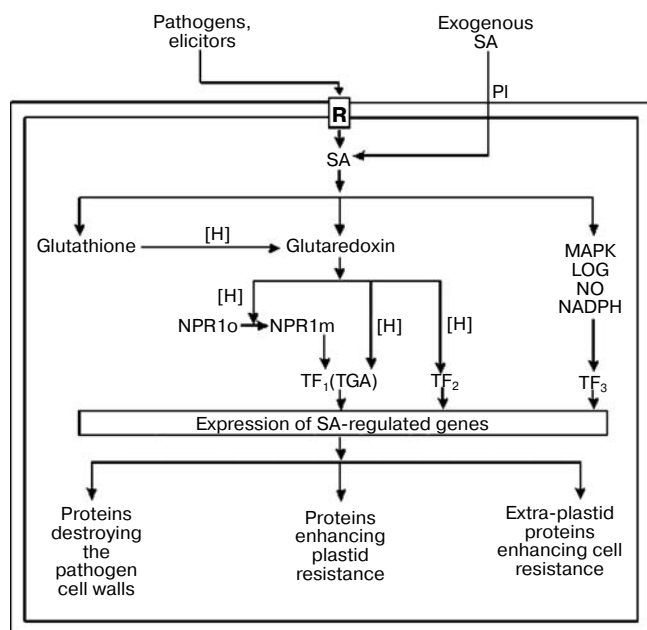 Pathogens,
elicitors
Exogenous
SA
PI
R
SA
Glutathione
[H]
Glutaredoxin
MAPK
LOG
NO
NADPH
[H]
[H]
[H]
NPR1o
NPR1m
TF₁(TGA)
TF₂
TF₃
Expression of SA-regulated genes
Proteins
destroying
the
pathogen
cell walls
Proteins
enhancing
plastid
resistance
Extra-plastid
proteins
enhancing cell
resistance